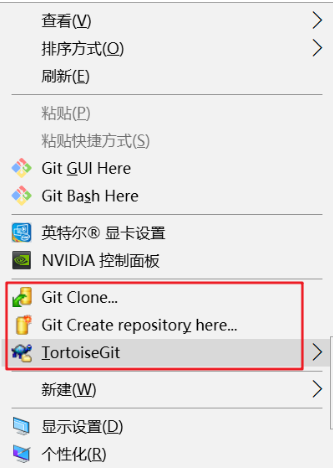 查看(V)
排序方式(O)
刷新(E)
粘贴(P)
粘贴快捷方式(S)
Git GUI Here
Git Bash Here
英特尔® 显卡设置
NVIDIA 控制面板
Git Clone...
Git Create repository here...
TortoiseGit
新建(W)
显示设置(D)
个性化(R)